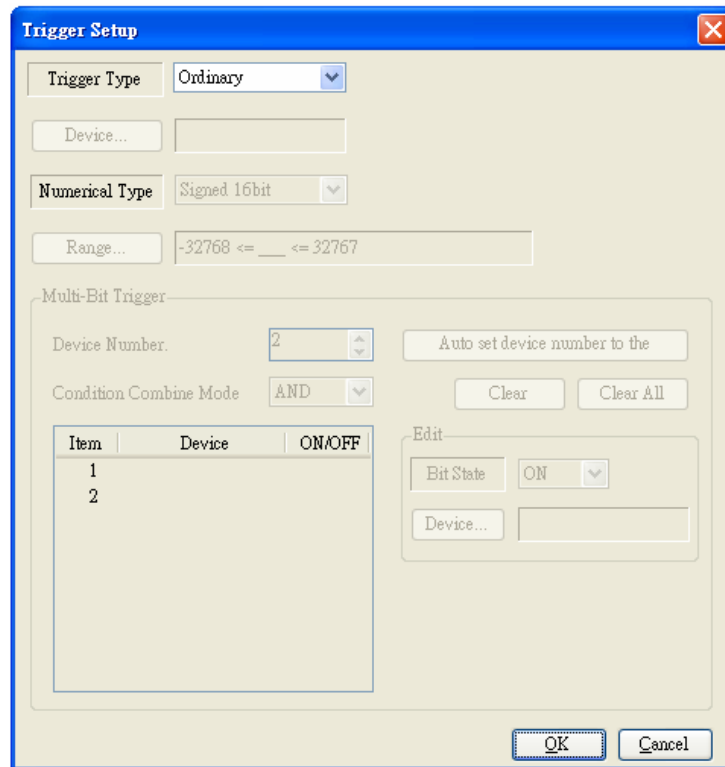 Trigger Setup
Trigger Type Ordinary
Device...
Numerical Type Signed 16bit
Range... -32768 <= ___ <= 32767
Multi-Bit Trigger
Device Number. 2 Auto set device number to the
Condition Combine Mode AND Clear Clear All
Item Device ON/OFF
1
2
Edit
Bit State ON
Device...
OK Cancel